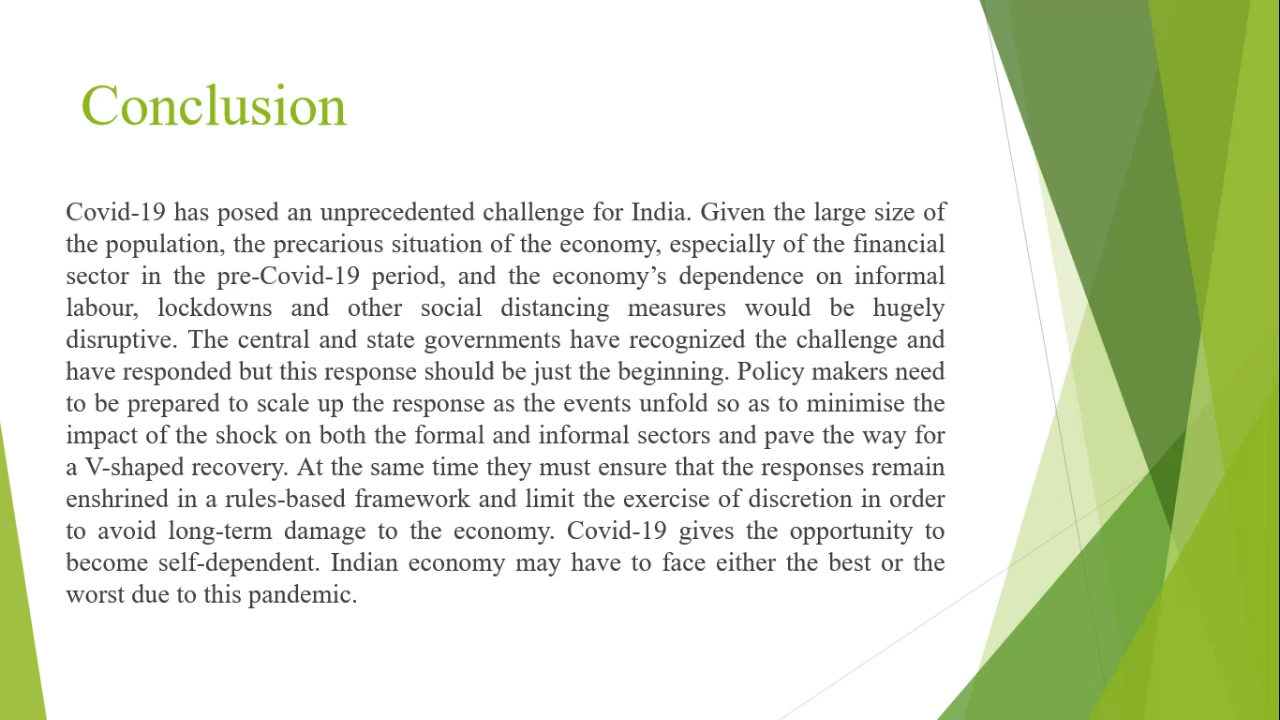 Conclusion
Covid-19 has posed an unprecedented challenge for India. Given the large size of
the population, the precarious situation of the economy, especially of the financial
sector in the pre-Covid-19 period, and the economy’s dependence on informal
labour, lockdowns and other social distancing measures would be hugely
disruptive. The central and state governments have recognized the challenge and
have responded but this response should be just the beginning. Policy makers need
to be prepared to scale up the response as the events unfold so as to minimise the
impact of the shock on both the formal and informal sectors and pave the way for
a V-shaped recovery. At the same time they must ensure that the responses remain
enshrined in a rules-based framework and limit the exercise of discretion in order
to avoid long-term damage to the economy. Covid-19 gives the opportunity to
become self-dependent. Indian economy may have to face either the best or the
worst due to this pandemic.